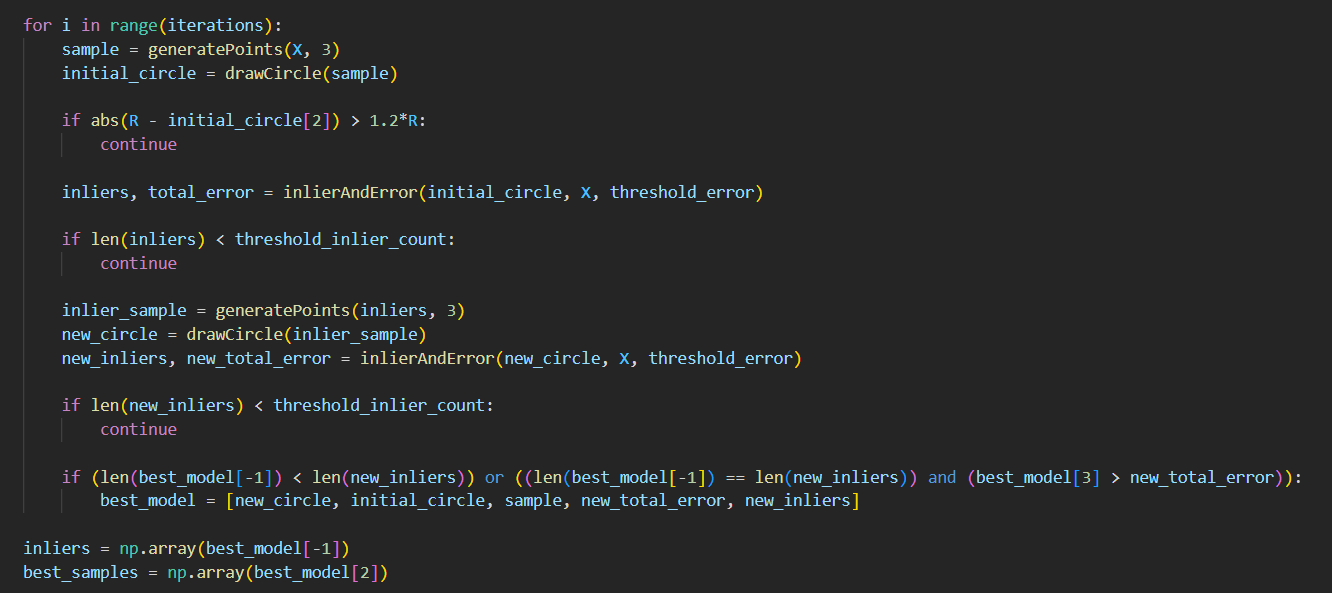 for i in range(iterations):
    sample = generatePoints(X, 3)
    initial_circle = drawCircle(sample)

    if abs(R - initial_circle[2]) > 1.2*R:
        continue

    inliers, total_error = inlierAndError(initial_circle, X, threshold_error)

    if len(inliers) < threshold_inlier_count:
        continue

    inlier_sample = generatePoints(inliers, 3)
    new_circle = drawCircle(inlier_sample)
    new_inliers, new_total_error = inlierAndError(new_circle, X, threshold_error)

    if len(new_inliers) < threshold_inlier_count:
        continue

    if (len(best_model[-1]) < len(new_inliers)) or ((len(best_model[-1]) == len(new_inliers)) and (best_model[3] > new_total_error)):
        best_model = [new_circle, initial_circle, sample, new_total_error, new_inliers]

inliers = np.array(best_model[-1])
best_samples = np.array(best_model[2])